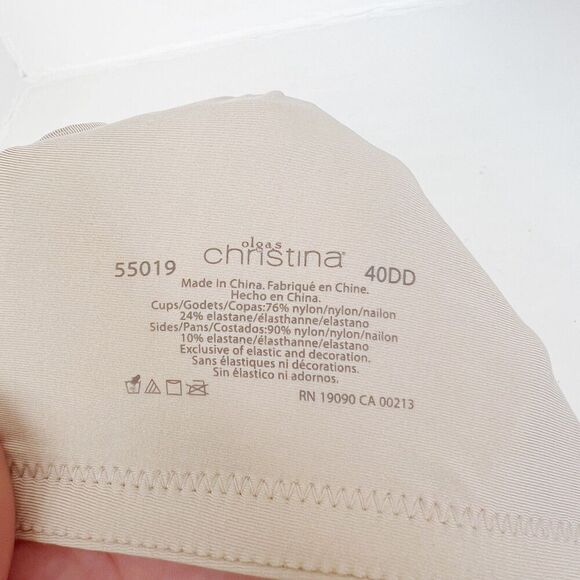 olga's
christina®
55019 40DD
Made in China. Fabriqué en Chine.
Hecho en China.
Cups/Godets/Copas:76% nylon/nylon/nailon
24% elastane/élasthanne/elastano
Sides/Pans/Costados:90% nylon/nylon/nailon
10% elastane/élasthanne/elastano
Exclusive of elastic and decoration.
Sans élastiques ni décorations.
Sin elástico ni adornos.
RN 19090 CA 00213